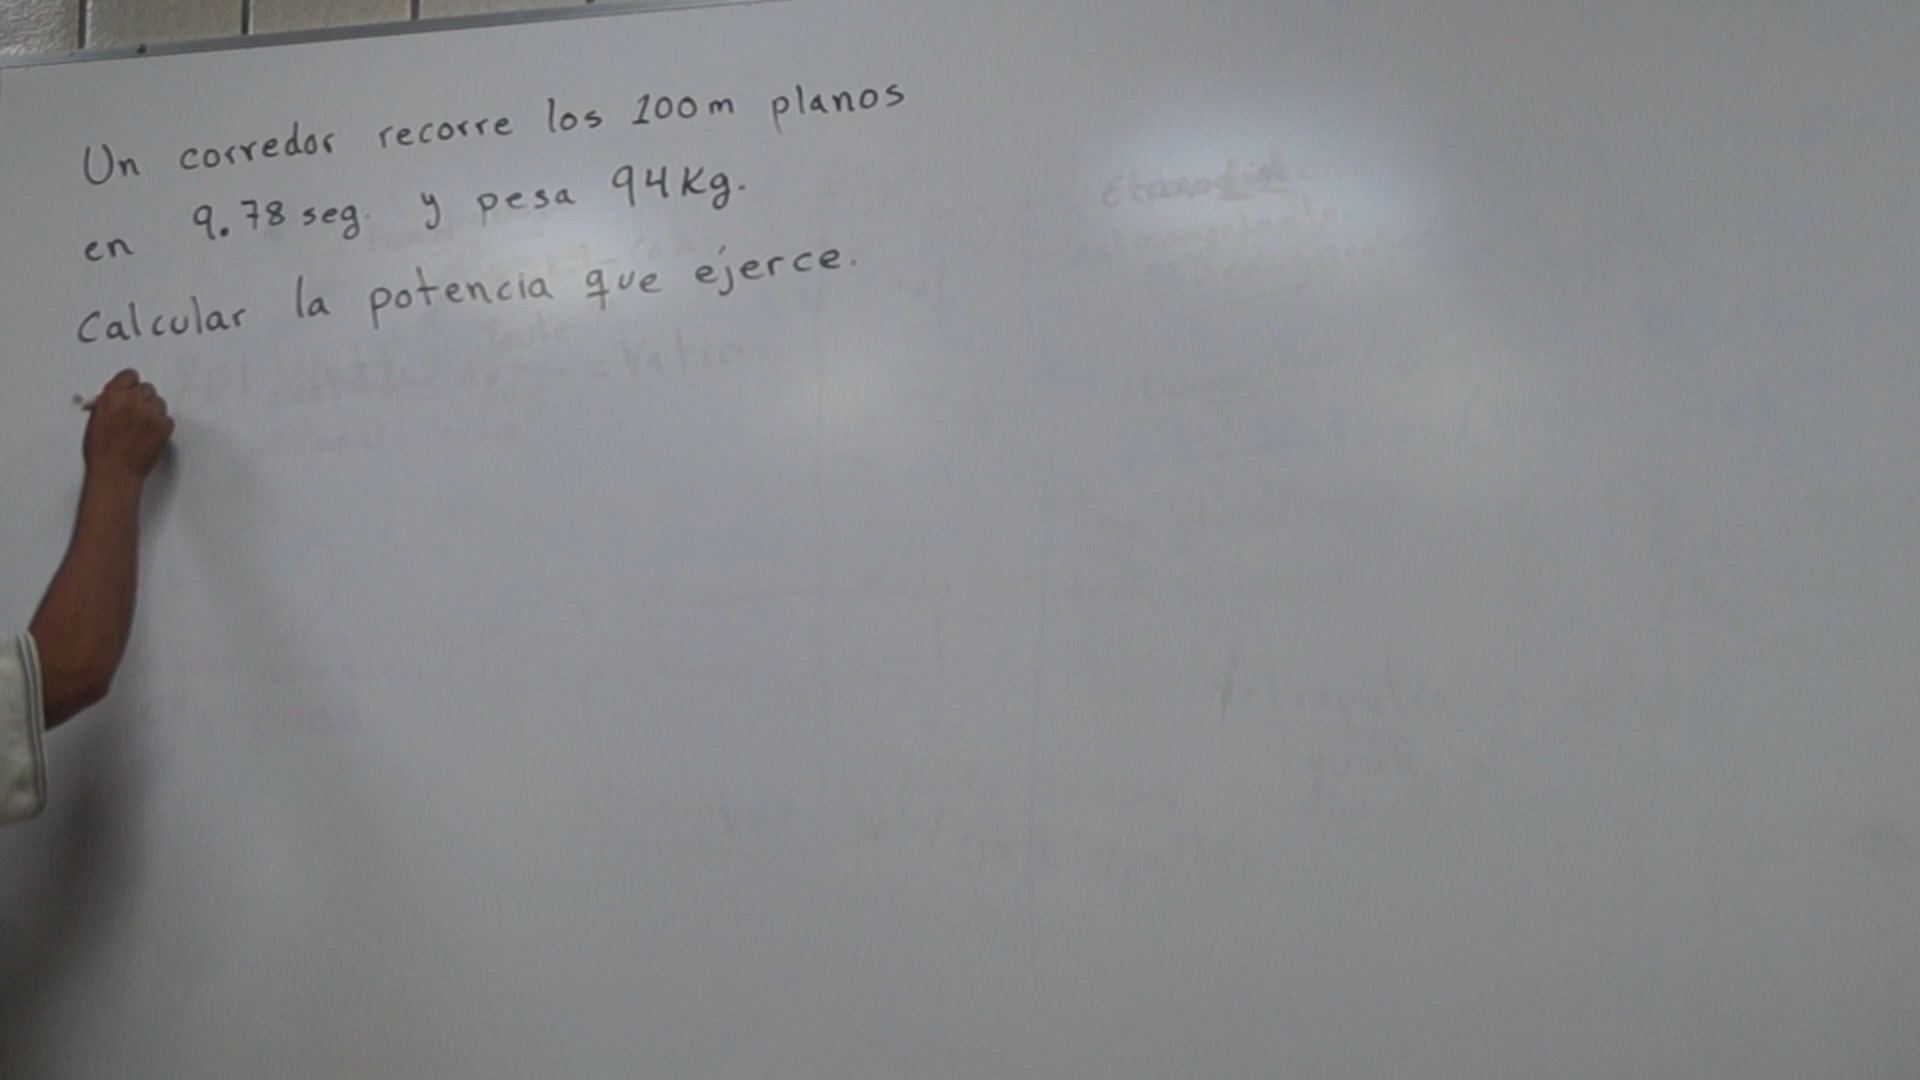 Un corredor recorre los 100m planos
en 9.78 seg. y pesa 94Kg.
Calcular la potencia que ejerce.